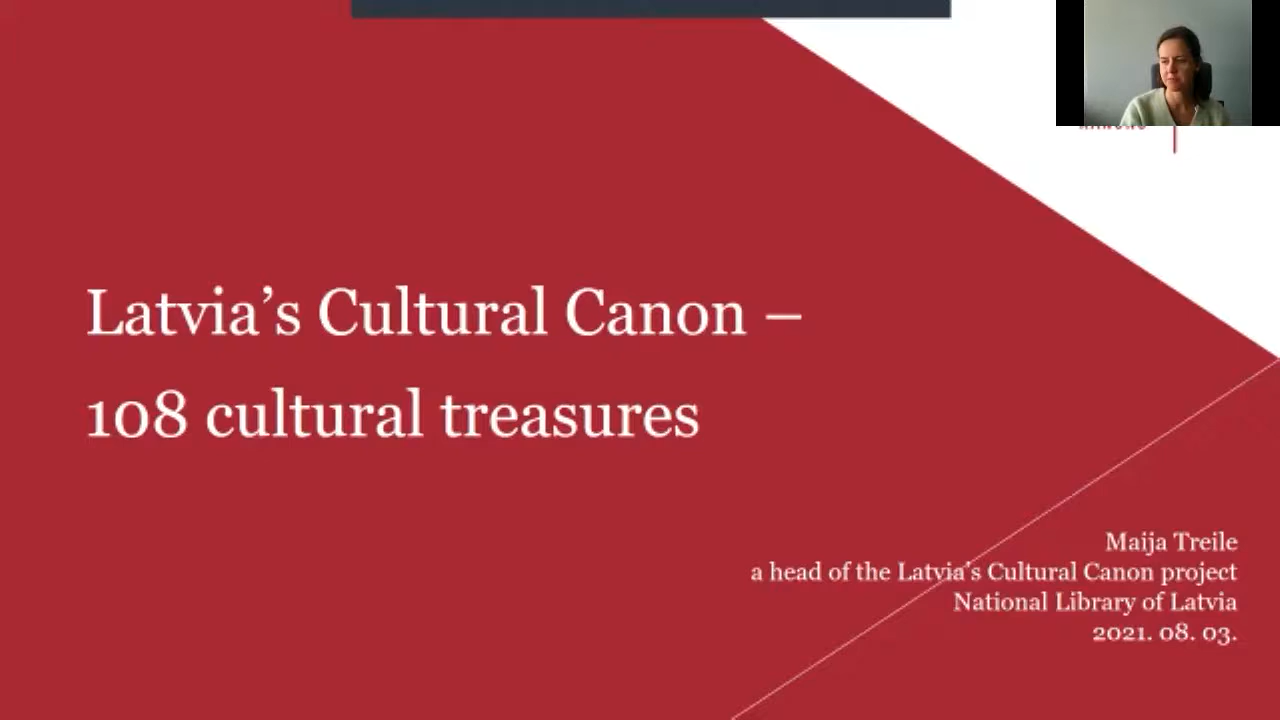 Latvia’s Cultural Canon –
108 cultural treasures
Maija Treile
a head of the Latvia’s Cultural Canon project
National Library of Latvia
2021. 08. 03.